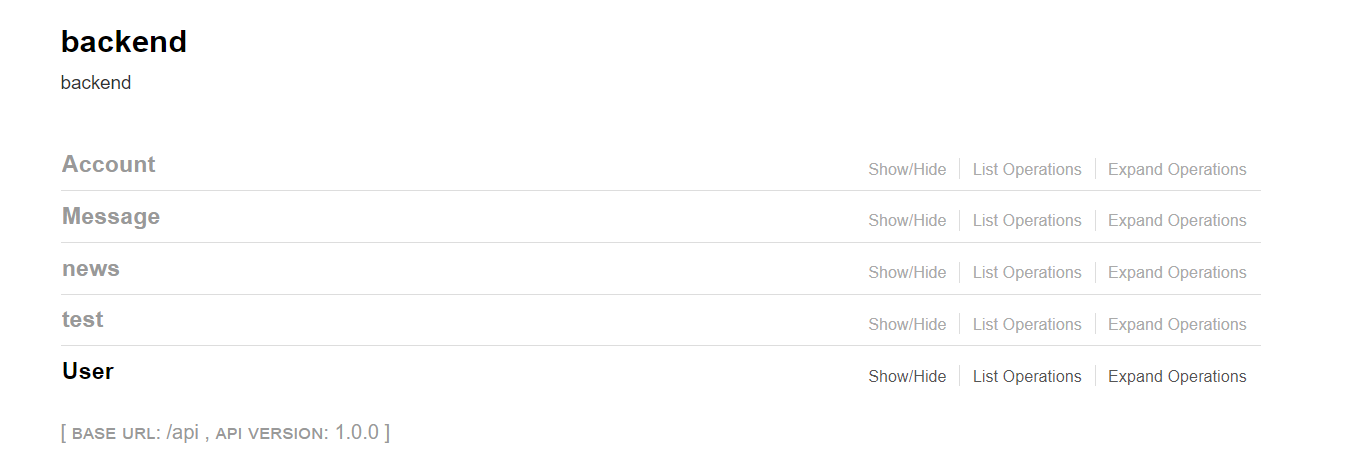 backend
backend
Account Show/Hide List Operations Expand Operations
Message Show/Hide List Operations Expand Operations
news Show/Hide List Operations Expand Operations
test Show/Hide List Operations Expand Operations
User Show/Hide List Operations Expand Operations
[ BASE URL: /api , API VERSION: 1.0.0 ]